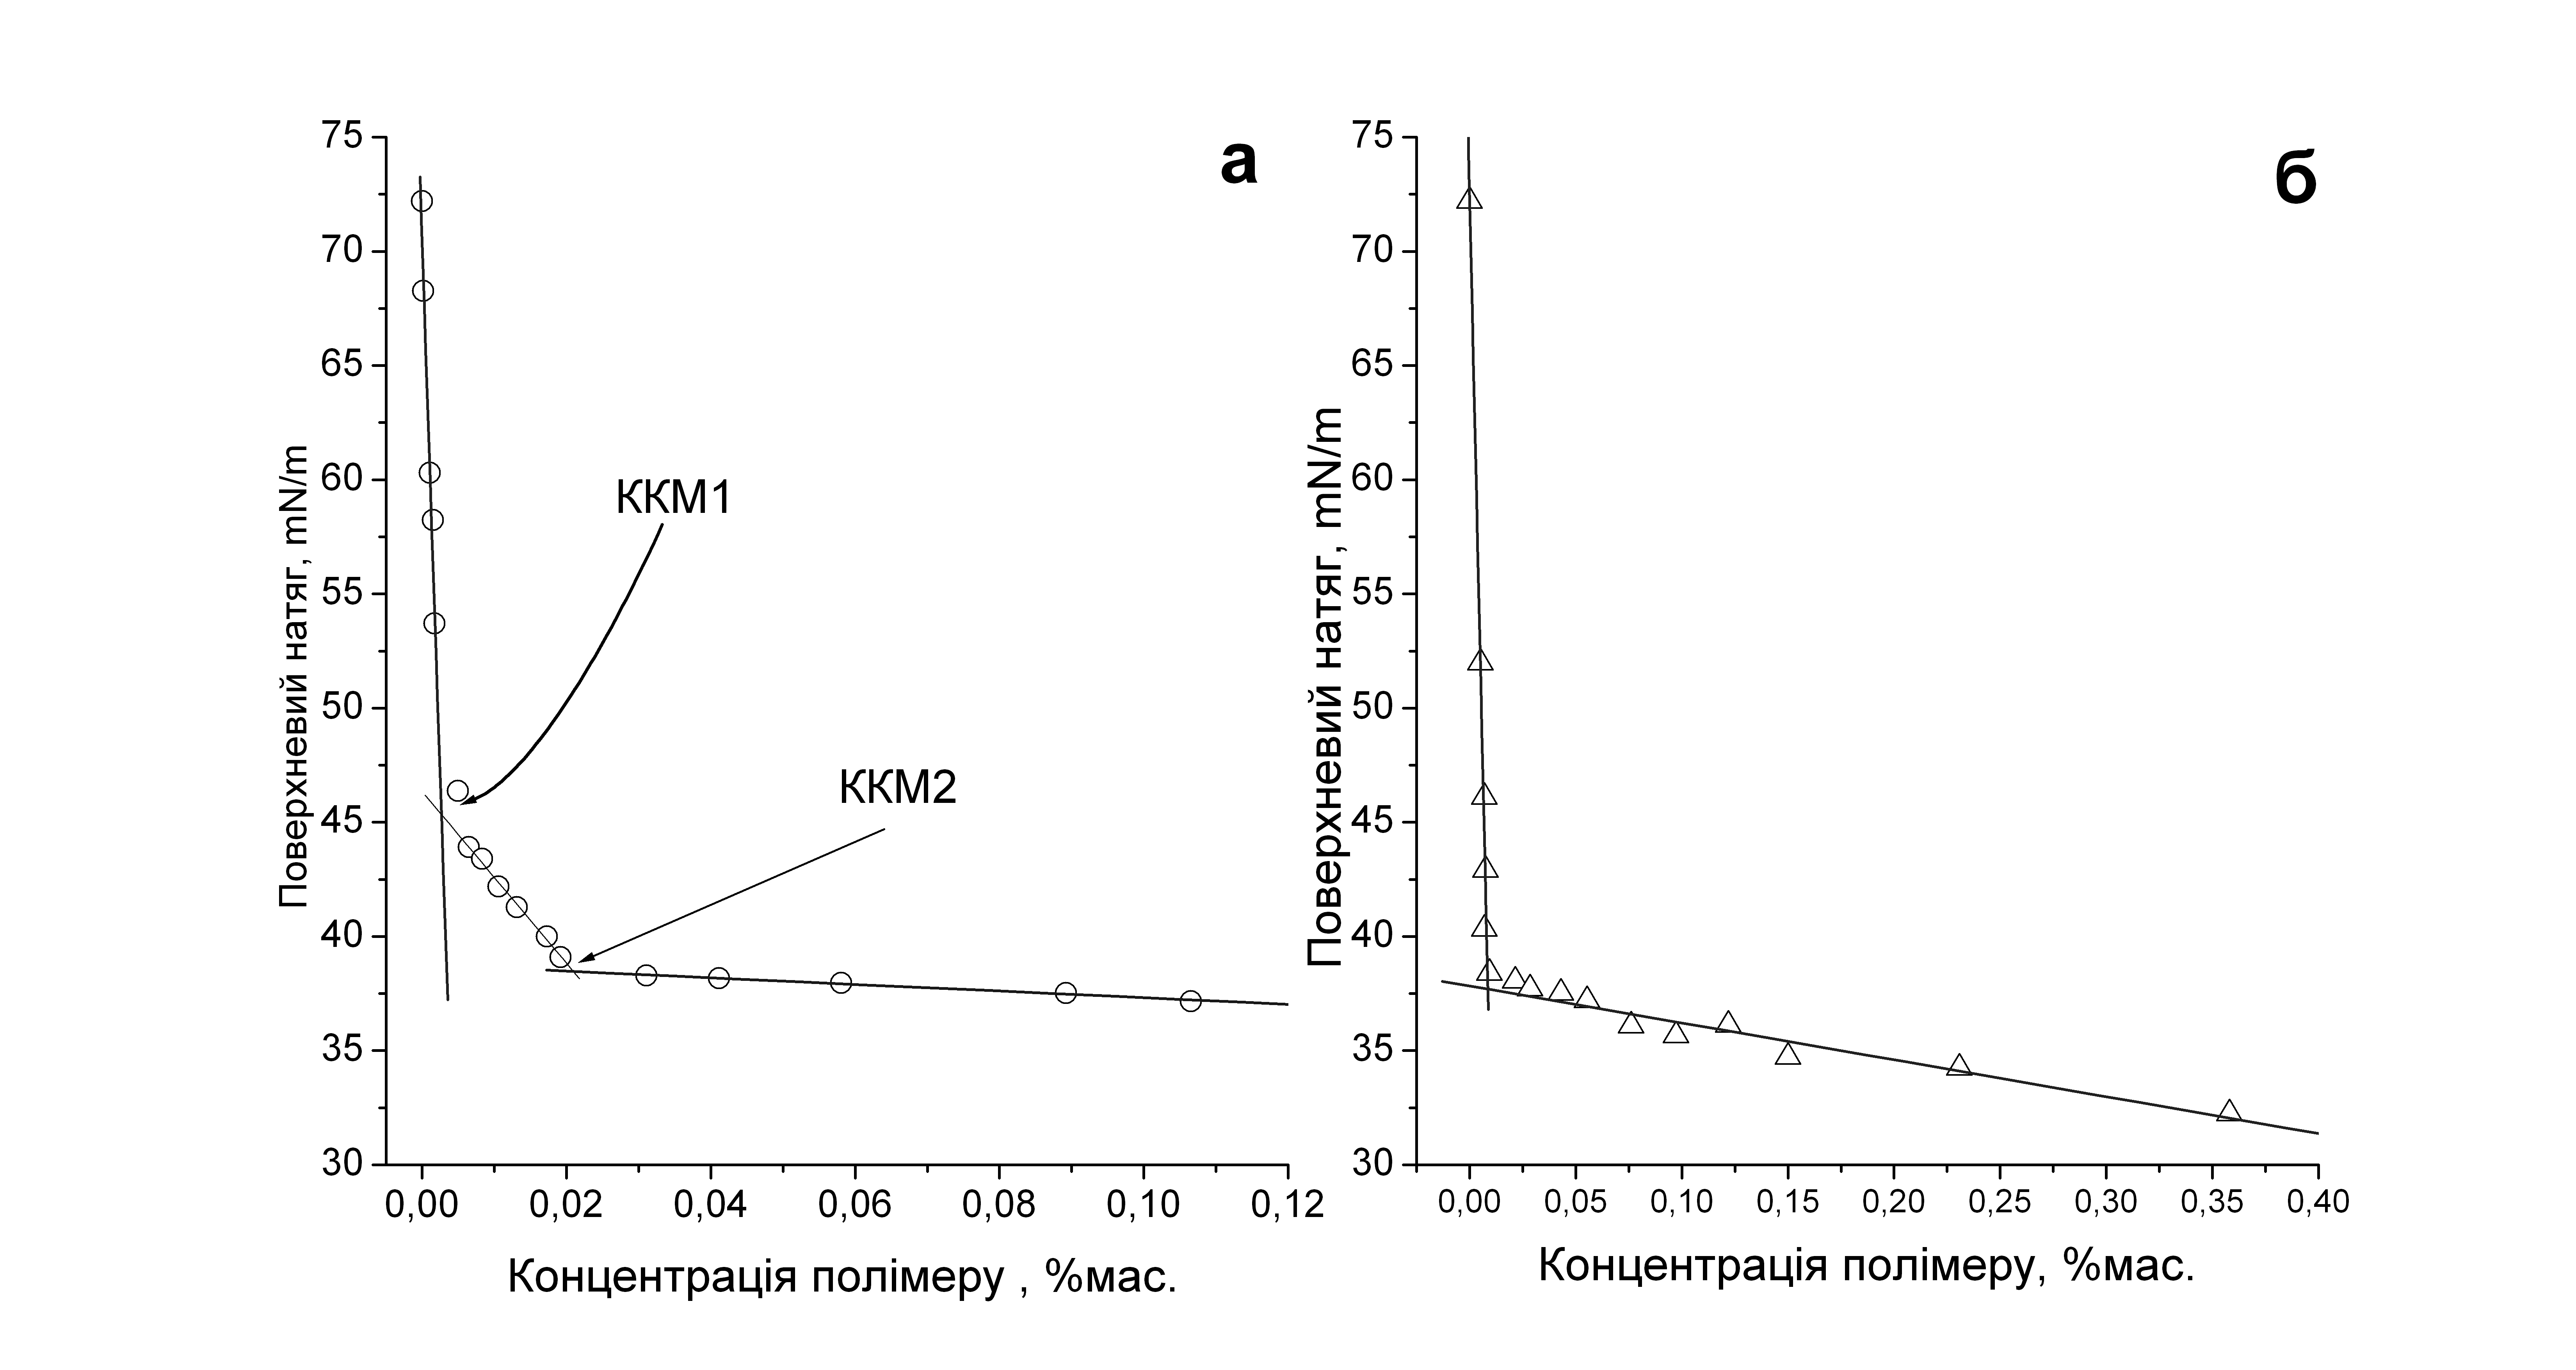 а
75
70
65
60
55
50
45
40
35
30
Поверхневий натяг, mN/m
ККМ1
ККМ2
0,00 0,02 0,04 0,06 0,08 0,10 0,12
Концентрація полімеру , %мас.
б
75
70
65
60
55
50
45
40
35
30
Поверхневий натяг, mN/m
0,00 0,05 0,10 0,15 0,20 0,25 0,30 0,35 0,40
Концентрація полімеру, %мас.